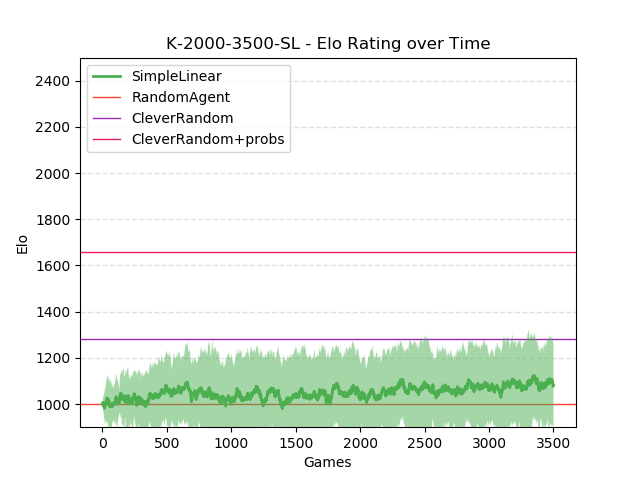 K-2000-3500-SL - Elo Rating over Time
SimpleLinear
RandomAgent
CleverRandom
CleverRandom+probs
2400
2200
2000
1800
1600
1400
1200
1000
Elo
0 500 1000 1500 2000 2500 3000 3500
Games